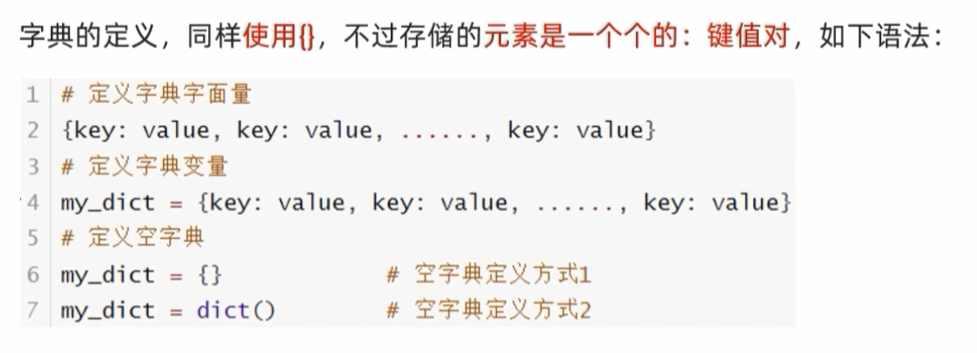 字典的定义，同样使用{}，不过存储的元素是一个个的：键值对，如下语法：
1 # 定义字典字面量
2 {key: value, key: value, ......, key: value}
3 # 定义字典变量
4 my_dict = {key: value, key: value, ......, key: value}
5 # 定义空字典
6 my_dict = {} # 空字典定义方式1
7 my_dict = dict() # 空字典定义方式2